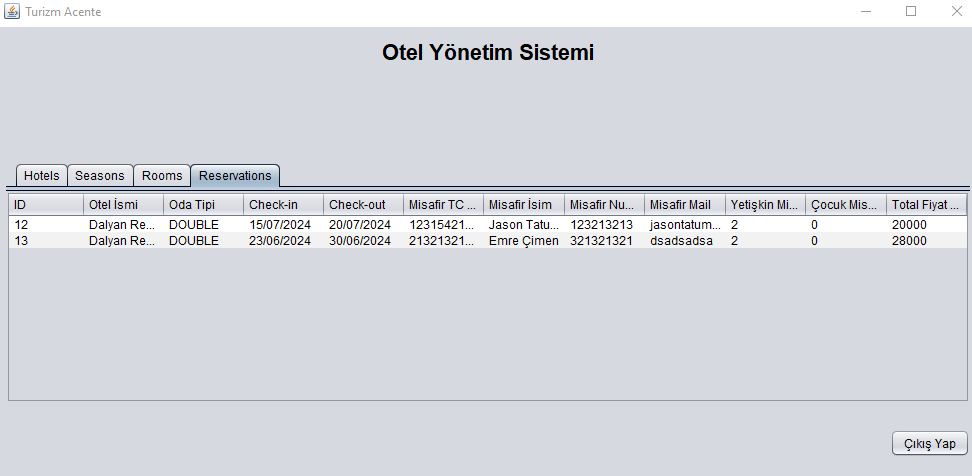 Turizm Acente
Otel Yönetim Sistemi
Hotels Seasons Rooms Reservations
ID Otel İsmi Oda Tipi Check-in Check-out Misafir TC ... Misafir İsim Misafir Nu... Misafir Mail Yetişkin Mi... Çocuk Mis... Total Fiyat ...
12 Dalyan Re... DOUBLE 15/07/2024 20/07/2024 12315421... Jason Tatu... 123213213 jasontatum... 2 0 20000
13 Dalyan Re... DOUBLE 23/06/2024 30/06/2024 21321321... Emre Çimen 321321321 dsadsadsa 2 0 28000
Çıkış Yap